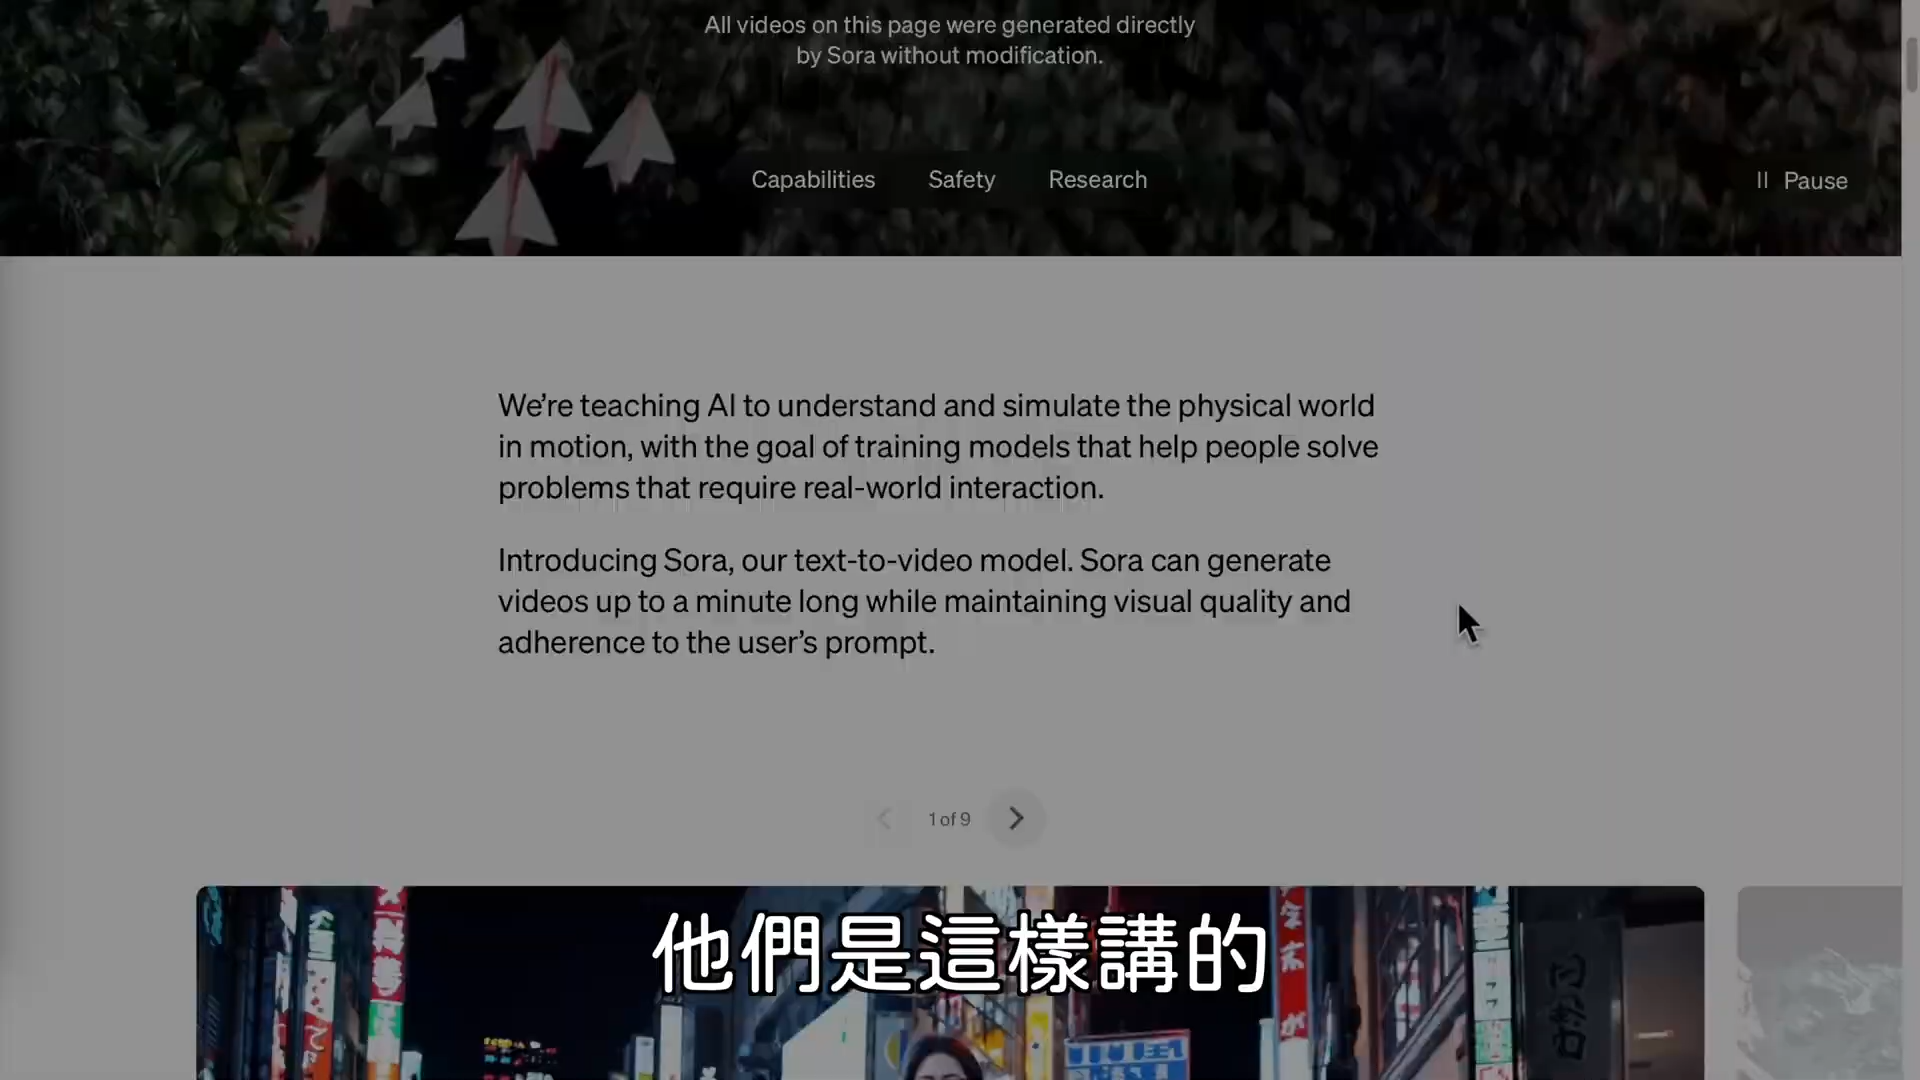 All videos on this page were generated directly
by Sora without modification.
Capabilities
Safety
Research
Pause
We’re teaching AI to understand and simulate the physical world
in motion, with the goal of training models that help people solve
problems that require real-world interaction.
Introducing Sora, our text-to-video model. Sora can generate
videos up to a minute long while maintaining visual quality and
adherence to the user’s prompt.
1 of 9
他們是這樣講的